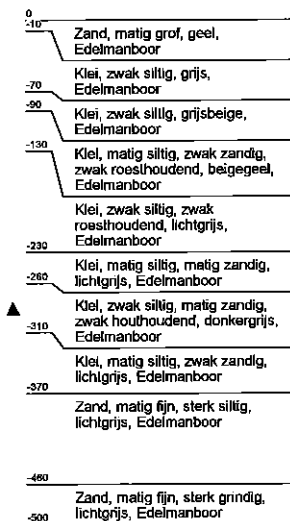 0
-10
Zand, matig grof, geel,
Edelmanboor
Klei, zwak siltig, grijs,
Edelmanboor
-70
-90
Klei, zwak siltig, grijsbeige,
Edelmanboor
-130
Klei, matig siltig, zwak zandig,
zwak roesthoudend, beigegeel,
Edelmanboor
Klei, zwak siltig, zwak
roesthoudend, lichtgrijs,
Edelmanboor
-230
Klei, matig siltig, matig zandig,
lichtgrijs, Edelmanboor
-260
Klei, zwak siltig, matig zandig,
zwak houthoudend, donkergrijs,
Edelmanboor
-310
Klei, matig siltig, zwak zandig,
lichtgrijs, Edelmanboor
-370
Zand, matig fijn, sterk siltig,
lichtgrijs, Edelmanboor
-460
Zand, matig fijn, sterk grindig,
lichtgrijs, Edelmanboor
-500